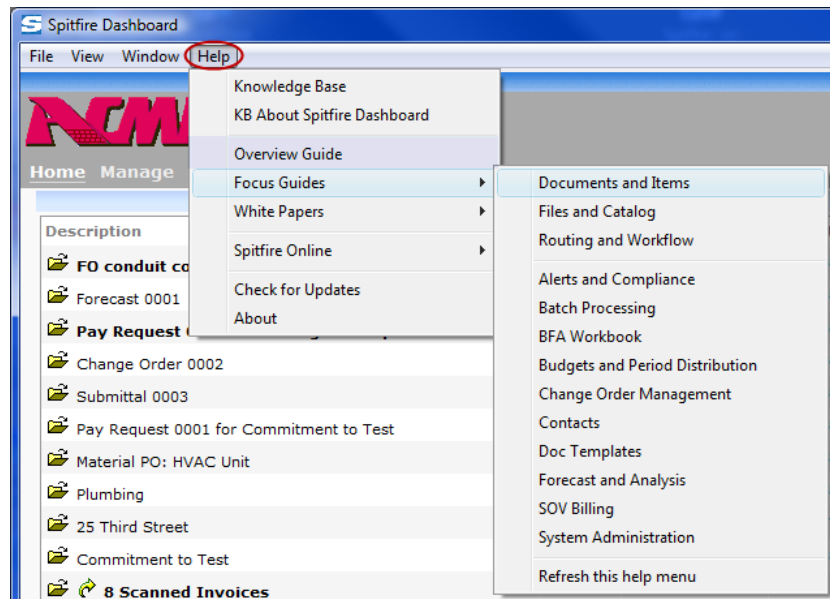 Spitfire Dashboard
File View Window Help
Knowledge Base
KB About Spitfire Dashboard
Overview Guide
Focus Guides
White Papers
Spitfire Online
Check for Updates
About
Documents and Items
Files and Catalog
Routing and Workflow
Alerts and Compliance
Batch Processing
BFA Workbook
Budgets and Period Distribution
Change Order Management
Contacts
Doc Templates
Forecast and Analysis
SOV Billing
System Administration
Refresh this help menu
Home Manage
Description
FO conduit
Forecast 0001
Pay Request
Change Order 0002
Submittal 0003
Pay Request 0001 for Commitment to Test
Material PO: HVAC Unit
Plumbing
25 Third Street
Commitment to Test
8 Scanned Invoices